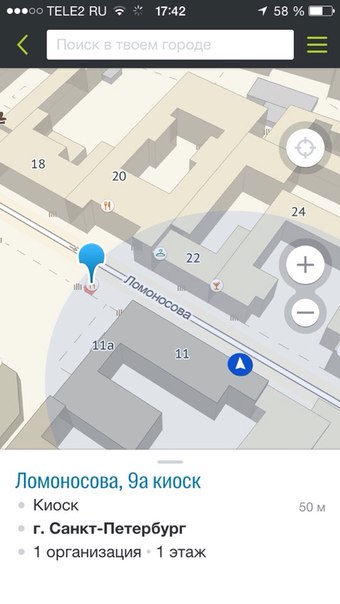 TELE2 RU 17:42 58 %
Поиск в твоем городе
18
20
24
22
Ломоносова
11а
11
Ломоносова, 9а киоск
Киоск 50 м
г. Санкт-Петербург
1 организация • 1 этаж